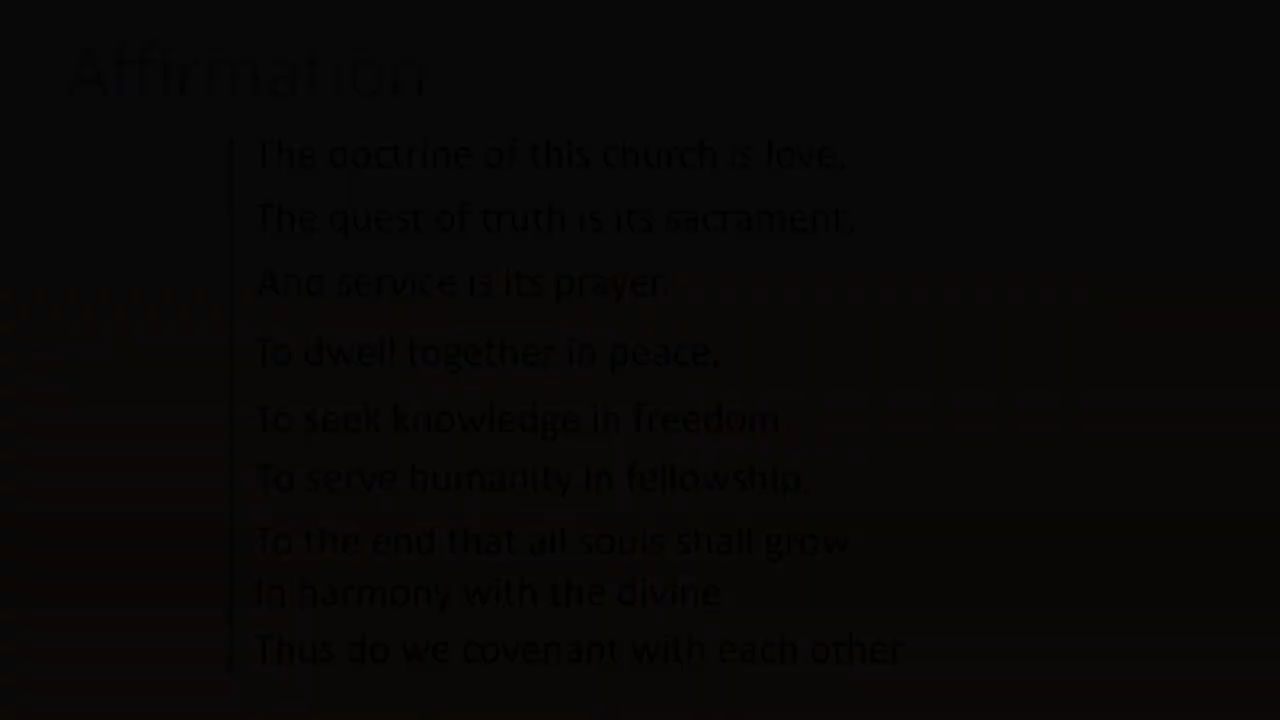 Affirmation
The doctrine of this church is love,
The quest of truth is its sacrament,
And service is its prayer.
To dwell together in peace,
To seek knowledge in freedom
To serve humanity in fellowship,
To the end that all souls shall grow
In harmony with the divine
Thus do we covenant with each other